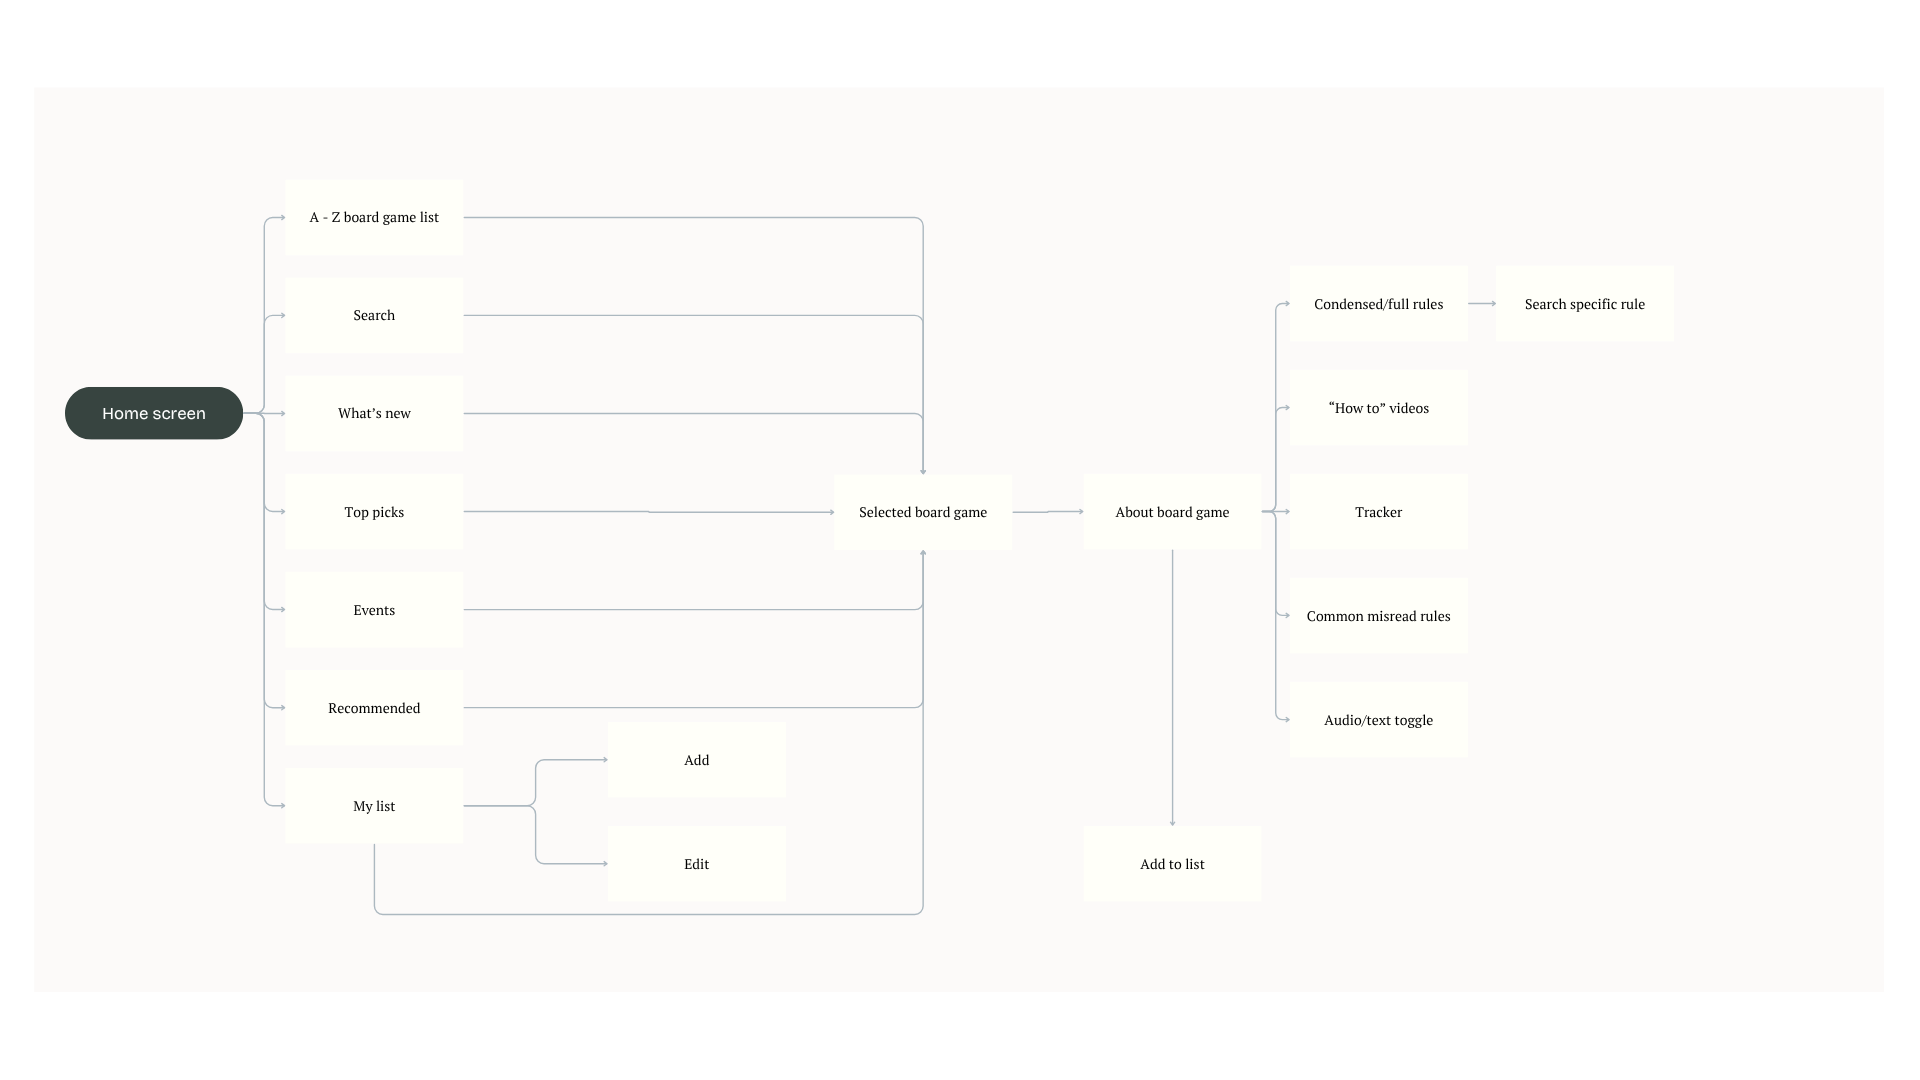 Home screen
A - Z board game list
Search
What’s new
Top picks
Events
Recommended
My list
Add
Edit
Selected board game
About board game
Add to list
Condensed/full rules
Search specific rule
“How to” videos
Tracker
Common misread rules
Audio/text toggle